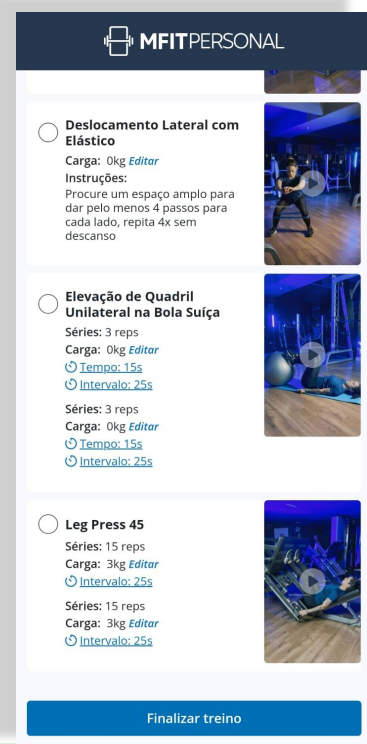 MFITPERSONAL
Deslocamento Lateral com
Elástico
Carga: 0kg Editar
Instruções:
Procure um espaço amplo para
dar pelo menos 4 passos para
cada lado, repita 4x sem
descanso
Elevação de Quadril
Unilateral na Bola Suíça
Séries: 3 reps
Carga: 0kg Editar
Tempo: 15s
Intervalo: 25s
Séries: 3 reps
Carga: 0kg Editar
Tempo: 15s
Intervalo: 25s
Leg Press 45
Séries: 15 reps
Carga: 3kg Editar
Intervalo: 25s
Séries: 15 reps
Carga: 3kg Editar
Intervalo: 25s
Finalizar treino